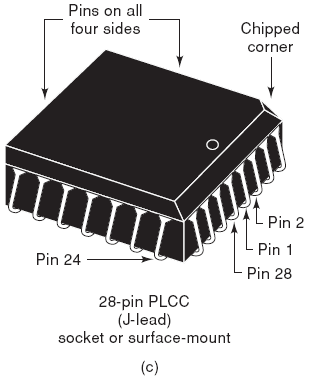 Pins on all
four sides
Chipped
corner
Pin 2
Pin 1
Pin 28
Pin 24
28-pin PLCC
(J-lead)
socket or surface-mount
(c)